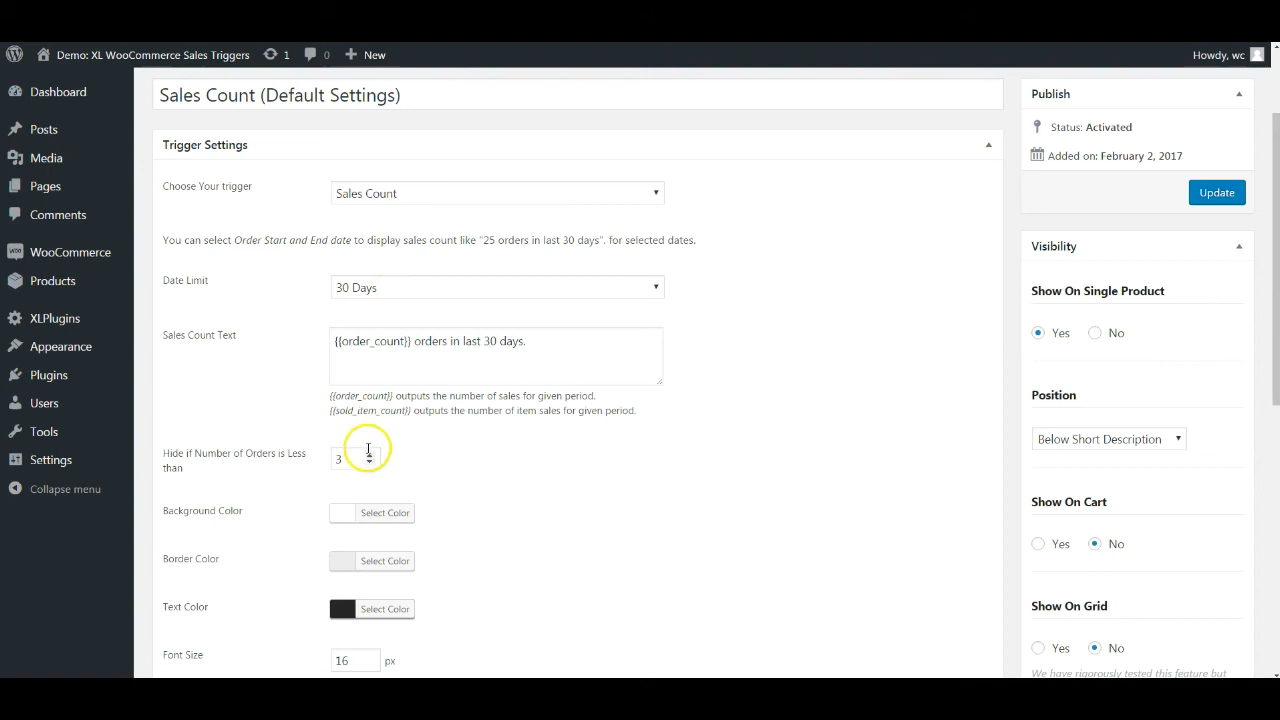 Demo: XL WooCommerce Sales Triggers 1 0 New Howdy, wc
Dashboard
Posts
Media
Pages
Comments
woo WooCommerce
Products
XLPlugins
Appearance
Plugins
Users
Tools
Settings
Collapse menu
Sales Count (Default Settings)
Trigger Settings
Choose Your trigger
Sales Count
You can select Order Start and End date to display sales count like "25 orders in last 30 days". for selected dates.
Date Limit
30 Days
Sales Count Text
{{order_count}} orders in last 30 days.
{{order_count}} outputs the number of sales for given period.
{{sold_item_count}} outputs the number of item sales for given period.
Hide if Number of Orders is Less
than
3
Background Color
Select Color
Border Color
Select Color
Text Color
Select Color
Font Size
16 px
Publish
Status: Activated
Added on: February 2, 2017
Update
Visibility
Show On Single Product
Yes No
Position
Below Short Description
Show On Cart
Yes No
Show On Grid
Yes No
We have rigorously tested this feature but